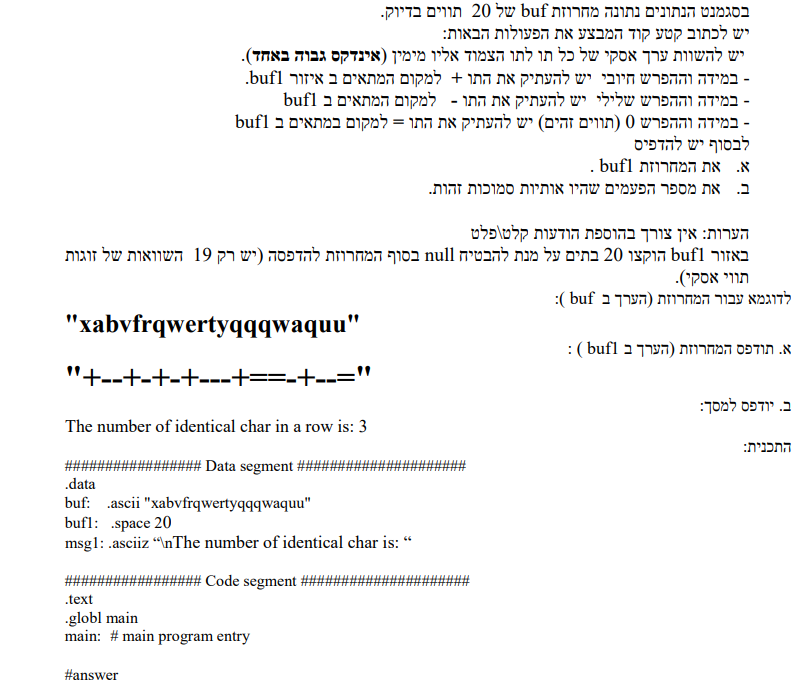 בסגמנט הנתונים נתונה מחרוזת buf של 20 תווים בדיוק.
יש לכתוב קטע קוד המבצע את הפעולות הבאות:
יש להשוות ערך אסקי של כל תו לתו הצמוד אליו מימין (אינדקס גבוה באחד).
- במידה וההפרש חיובי יש להעתיק את התו + למקום המתאים ב איזור buf1.
- במידה וההפרש שלילי יש להעתיק את התו - למקום המתאים ב buf1
- במידה וההפרש 0 (תווים זהים) יש להעתיק את התו = למקום במתאים ב buf1
לבסוף יש להדפיס
א. את המחרוזת buf1 .
ב. את מספר הפעמים שהיו אותיות סמוכות זהות.
הערות: אין צורך בהוספת הודעות קלט\פלט
באזור buf1 הוקצו 20 בתים על מנת להבטיח null בסוף המחרוזת להדפסה (יש רק 19 השוואות של זוגות
תווי אסקי).
לדוגמא עבור המחרוזת (הערך ב buf ):
"xabvfrqwertyqqqwaquu"
א. תודפס המחרוזת (הערך ב buf1 ) :
"+--+-+-+---+==-+--="
ב. יודפס למסך:
The number of identical char in a row is: 3
התכנית:
################# Data segment #####################
.data
buf: .ascii "xabvfrqwertyqqqwaquu"
buf1: .space 20
msg1: .asciiz “\nThe number of identical char is: “
################# Code segment #####################
.text
.globl main
main: # main program entry
#answer